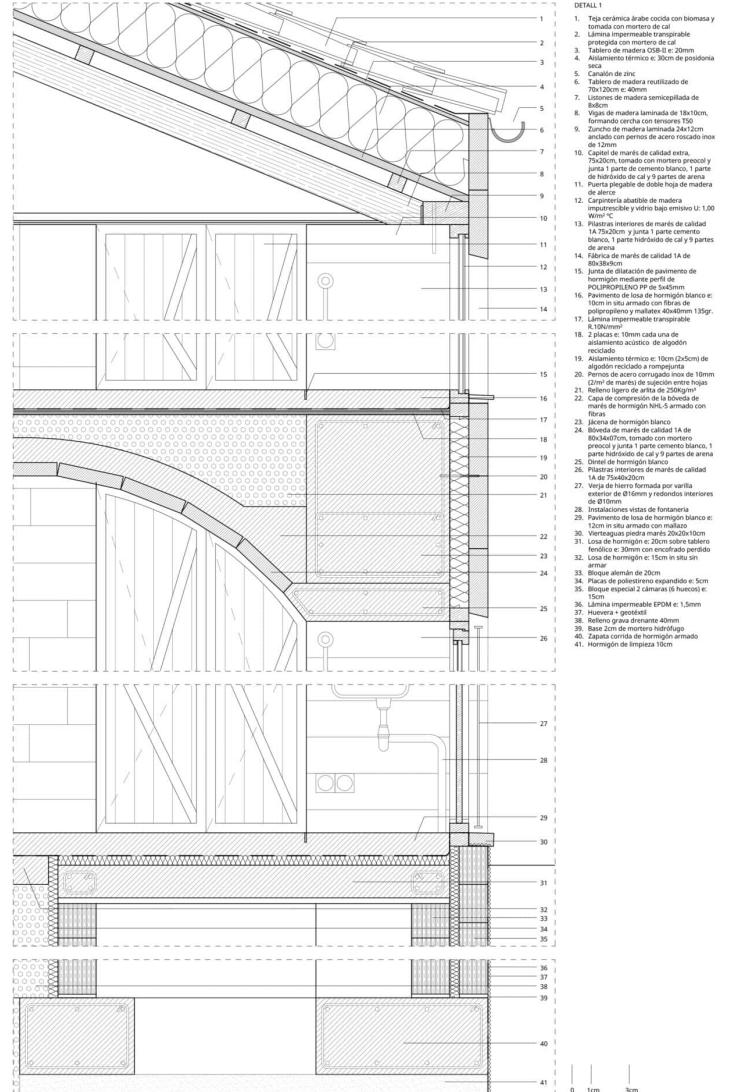 DETALL 1
1. Teja cerámica árabe cocida con biomasa y
tomada con mortero de cal
2. Lámina impermeable transpirable
protegida con mortero de cal
3. Tablero de madera OSB-II e: 20mm
4. Aislamiento térmico e: 30cm de posidonia
seca
5. Canalón de zinc
6. Tablero de madera reutilizado de
70x120cm e: 40mm
7. Listones de madera semicepillada de
8x8cm
8. Vigas de madera laminada de 18x10cm,
formando cercha con tensores T50
9. Zuncho de madera laminada 24x12cm
anclado con pernos de acero roscado inox
de 12mm
10. Capitel de marés de calidad extra,
75x20cm, tomado con mortero preocol y
junta 1 parte de cemento blanco, 1 parte
de hidróxido de cal y 9 partes de arena
11. Puerta plegable de doble hoja de madera
de alerce
12. Carpintería abatible de madera
imputrescible y vidrio bajo emisivo U: 1,00
W/m² ºC
13. Pilastras interiores de marés de calidad
1A 75x20cm y junta 1 parte cemento
blanco, 1 parte hidróxido de cal y 9 partes
de arena
14. Fábrica de marés de calidad 1A de
80x38x9cm
15. Junta de dilatación de pavimento de
hormigón mediante perfil de
POLIPROPILENO PP de 5x45mm
16. Pavimento de losa de hormigón blanco e:
10cm in situ armado con fibras de
polipropileno y mallatex 40x40mm 135gr.
17. Lámina impermeable transpirable
R.10N/mm²
18. 2 placas e: 10mm cada una de
aislamiento acústico de algodón
reciclado
19. Aislamiento térmico e: 10cm (2x5cm) de
algodón reciclado a rompejunta
20. Pernos de acero corrugado inox de 10mm
(2/m² de marés) de sujeción entre hojas
21. Relleno ligero de arlita de 250Kg/m³
22. Capa de compresión de la bóveda de
marés de hormigón NHL-5 armado con
fibras
23. Jácena de hormigón blanco
24. Bóveda de marés de calidad 1A de
80x34x07cm, tomado con mortero
preocol y junta 1 parte cemento blanco, 1
parte hidróxido de cal y 9 partes de arena
25. Dintel de hormigón blanco
26. Pilastras interiores de marés de calidad
1A de 75x40x20cm
27. Verja de hierro formada por varilla
exterior de Ø16mm y redondos interiores
de Ø10mm
28. Instalaciones vistas de fontaneria
29. Pavimento de losa de hormigón blanco e:
12cm in situ armado con mallazo
30. Vierteaguas piedra marés 20x20x10cm
31. Losa de hormigón e: 20cm sobre tablero
fenólico e: 30mm con encofrado perdido
32. Losa de hormigón e: 15cm in situ sin
armar
33. Bloque alemán de 20cm
34. Placas de poliestireno expandido e: 5cm
35. Bloque especial 2 cámaras (6 huecos) e:
15cm
36. Lámina impermeable EPDM e: 1,5mm
37. Huevera + geotéxtil
38. Relleno grava drenante 40mm
39. Base 2cm de mortero hidrófugo
40. Zapata corrida de hormigón armado
41. Hormigón de limpieza 10cm
1
2
3
4
5
6
7
8
9
10
11
12
13
14
15
16
17
18
19
20
21
22
23
24
25
26
27
28
29
30
31
32
33
34
35
36
37
38
39
40
41
0 1cm 3cm